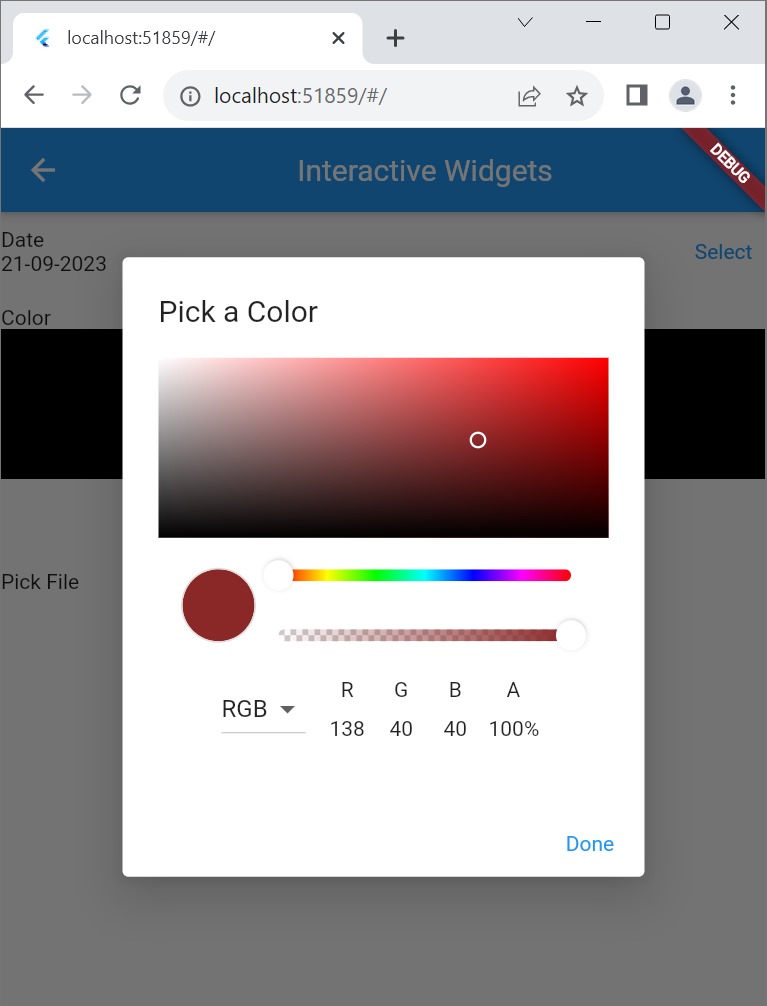 localhost:51859/#/
localhost:51859/#/
Interactive Widgets
DEBUG
Date
21-09-2023
Select
Color
Pick a Color
Pick File
RGB
R G B A
138 40 40 100%
Done